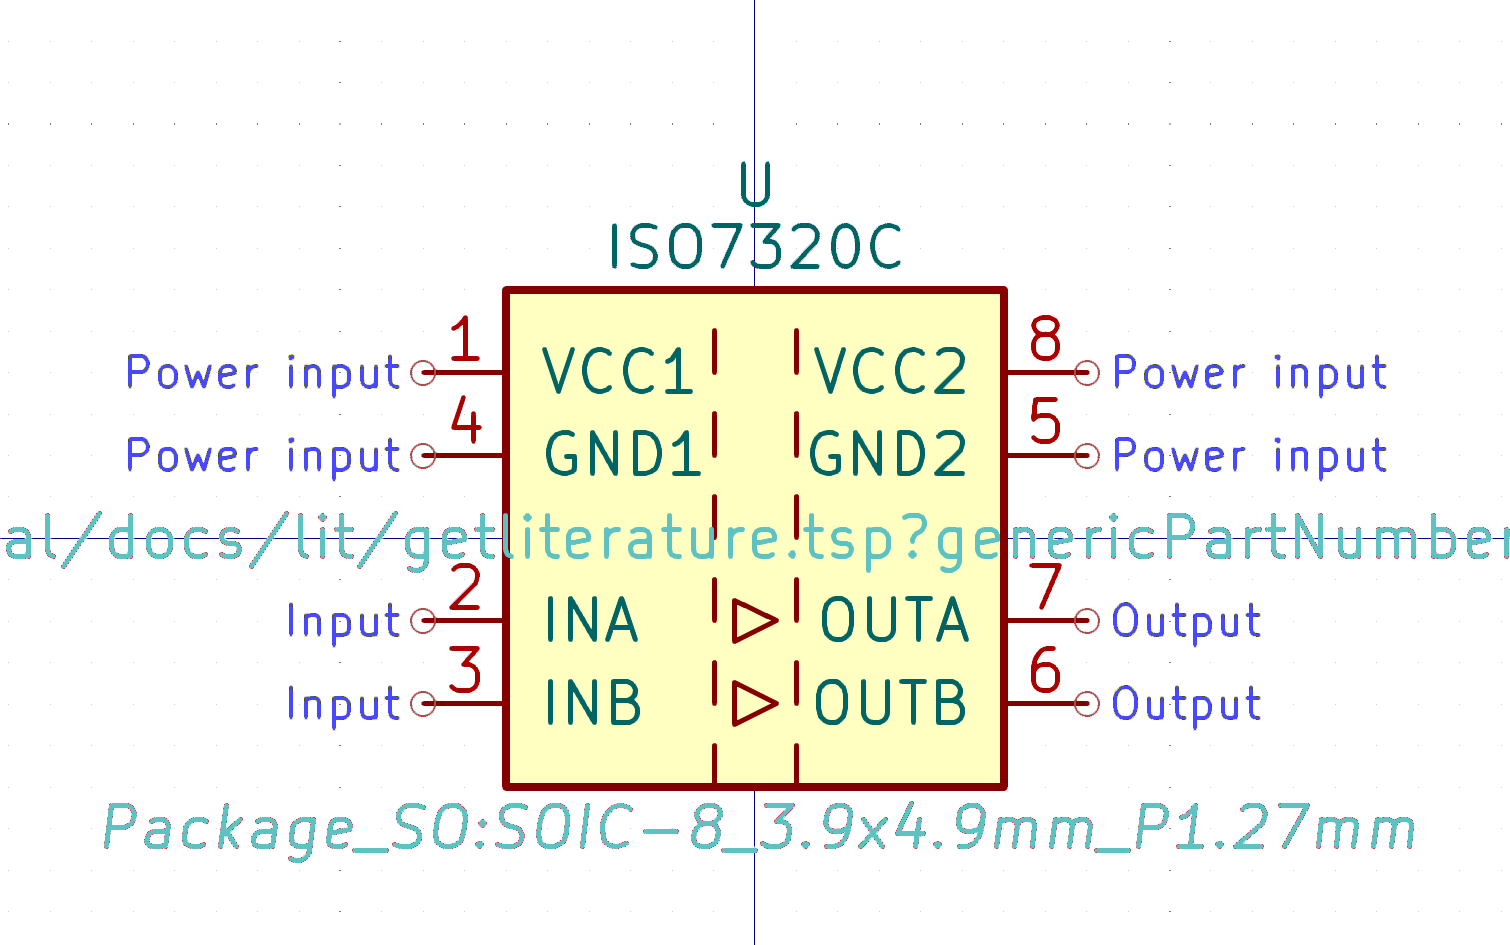 U
ISO7320C
Power input 1 VCC1 VCC2 8 Power input
Power input 4 GND1 GND2 5 Power input
al/docs/lit/getliterature.tsp?genericPartNumber
Input 2 INA OUTA 7 Output
Input 3 INB OUTB 6 Output
Package_SO:SOIC-8_3.9x4.9mm_P1.27mm